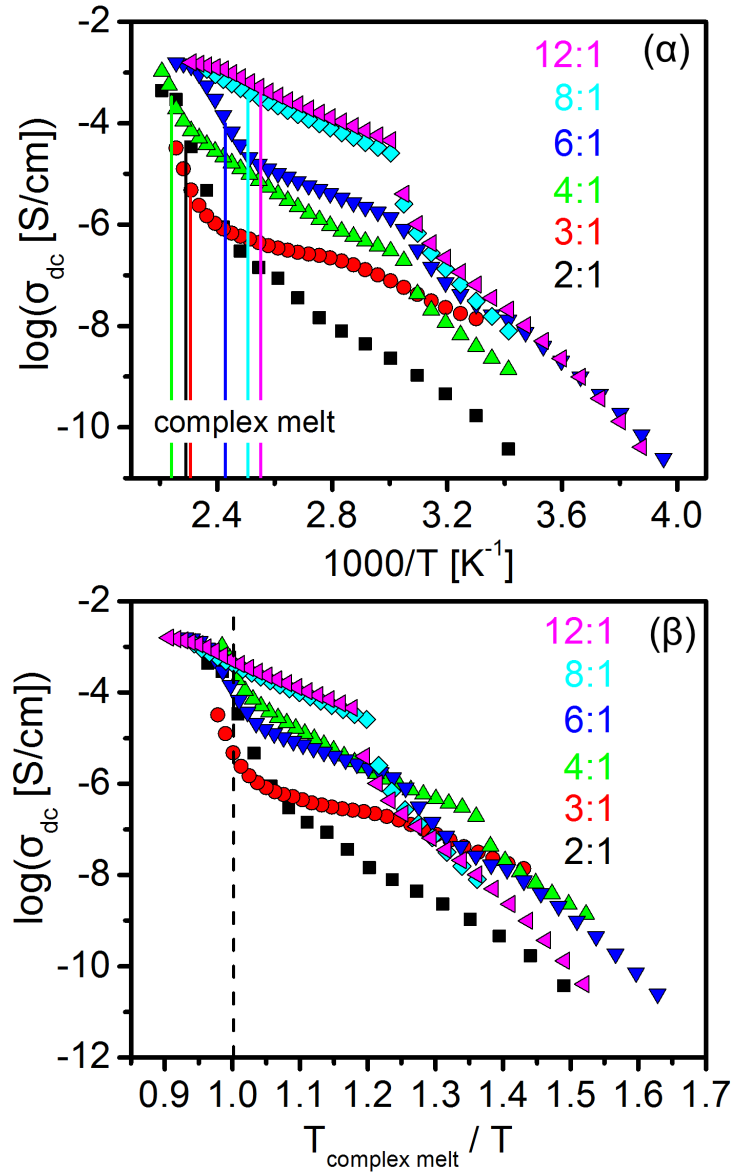 (α)
12:1
8:1
6:1
4:1
3:1
2:1
-2
-4
-6
-8
-10
log(σdc [S/cm])
complex melt
2.4 2.8 3.2 3.6 4.0
1000/T [K-1]
(β)
12:1
8:1
6:1
4:1
3:1
2:1
-2
-4
-6
-8
-10
-12
log(σdc [S/cm])
0.9 1.0 1.1 1.2 1.3 1.4 1.5 1.6 1.7
Tcomplex melt / T